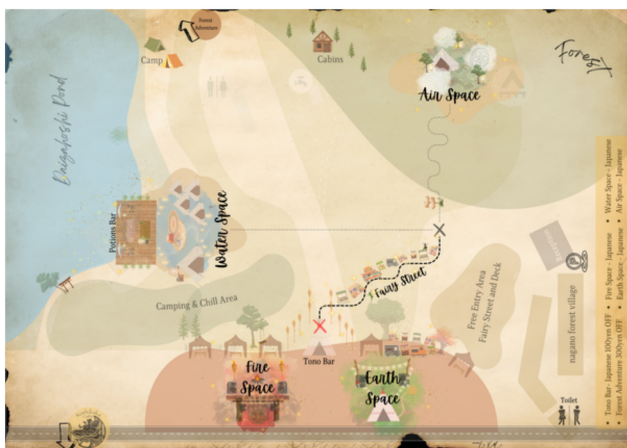 Forest
Adventure
Camp
Cabins
Forest
Air Space
Daizahoshi Pond
Potions Bar
Water Space
Fairy Street
Camping & Chill Area
Free Entry Area
Fairy Street and Deck
Reception
P
nagano forest village
Tono Bar
Fire
Space
Earth
Space
Toilet
• Tono Bar- Japanese 100yen OFF • Fire Space - Japanese • Water Space - Japanese
• Forest Adventure 300yen OFF • Earth Space - Japanese • Air Space - Japanese